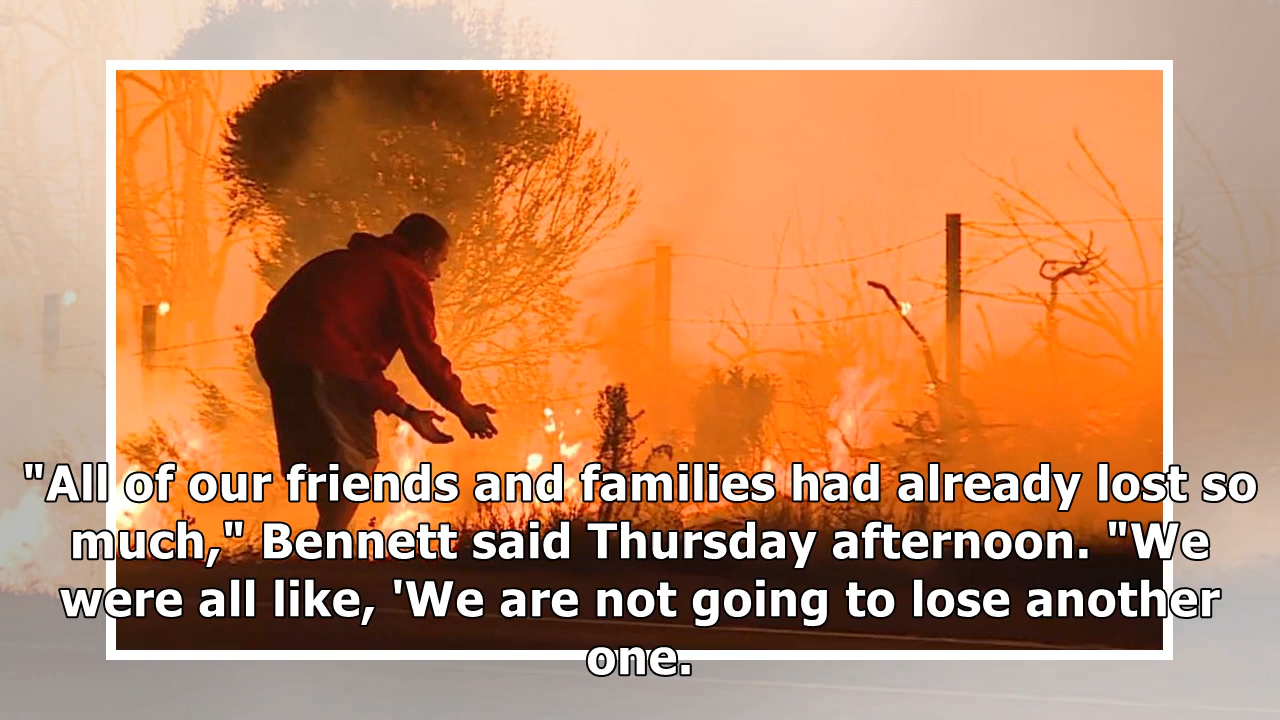 "All of our friends and families had already lost so
much," Bennett said Thursday afternoon. "We
were all like, 'We are not going to lose another
one.